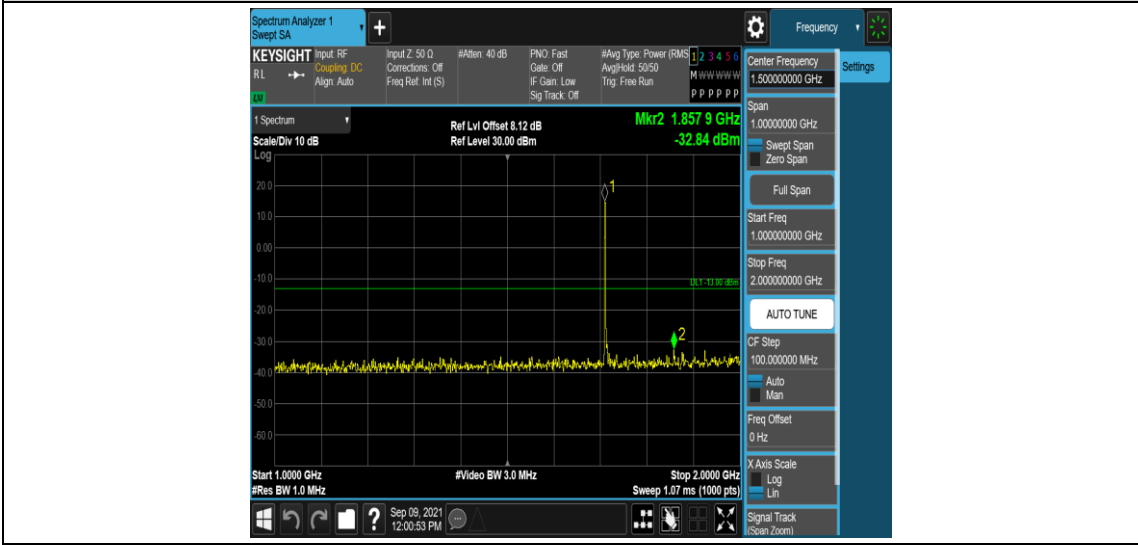 Spectrum Analyzer 1
Swept SA
+
Frequency
KEYSIGHT
RL
LNI
Input: RF
Coupling: DC
Align: Auto
Input Z: 50 Ω
Corrections: Off
Freq Ref: Int (S)
#Atten: 40 dB
PNO: Fast
Gate: Off
IF Gain: Low
Sig Track: Off
#Avg Type: Power (RMS
Avg|Hold: 50/50
Trig: Free Run
1 2 3 4 5 6
M W W W W W
P P P P P P
1 Spectrum
Scale/Div 10 dB
Ref Lvl Offset 8.12 dB
Ref Level 30.00 dBm
Mkr2 1.857 9 GHz
-32.84 dBm
Log
20.0
10.0
0.00
-10.0
-20.0
-30.0
-40.0
-50.0
-60.0
1
DL1 -13.00 dBm
2
Start 1.0000 GHz
#Res BW 1.0 MHz
#Video BW 3.0 MHz
Stop 2.0000 GHz
Sweep 1.07 ms (1000 pts)
Center Frequency
1.500000000 GHz
Settings
Span
1.00000000 GHz
Swept Span
Zero Span
Full Span
Start Freq
1.000000000 GHz
Stop Freq
2.000000000 GHz
AUTO TUNE
CF Step
100.000000 MHz
Auto
Man
Freq Offset
0 Hz
X Axis Scale
Log
Lin
Signal Track
(Span Zoom)
?
Sep 09, 2021
12:00:53 PM